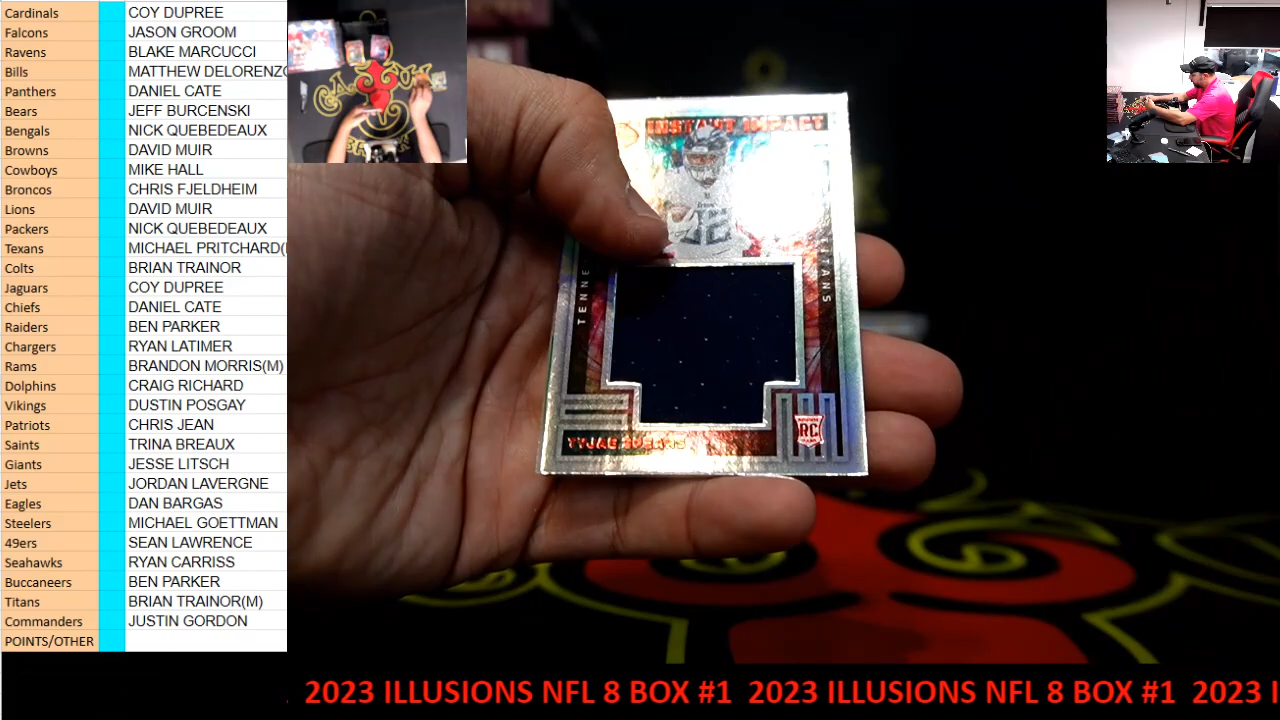 Cardinals COY DUPREE
Falcons JASON GROOM
Ravens BLAKE MARCUCCI
Bills MATTHEW DELORENZO
Panthers DANIEL CATE
Bears JEFF BURCENSKI
Bengals NICK QUEBEDEAUX
Browns DAVID MUIR
Cowboys MIKE HALL
Broncos CHRIS FJELDHEIM
Lions DAVID MUIR
Packers NICK QUEBEDEAUX
Texans MICHAEL PRITCHARD(
Colts BRIAN TRAINOR
Jaguars COY DUPREE
Chiefs DANIEL CATE
Raiders BEN PARKER
Chargers RYAN LATIMER
Rams BRANDON MORRIS(M)
Dolphins CRAIG RICHARD
Vikings DUSTIN POSGAY
Patriots CHRIS JEAN
Saints TRINA BREAUX
Giants JESSE LITSCH
Jets JORDAN LAVERGNE
Eagles DAN BARGAS
Steelers MICHAEL GOETTMAN
49ers SEAN LAWRENCE
Seahawks RYAN CARRISS
Buccaneers BEN PARKER
Titans BRIAN TRAINOR(M)
Commanders JUSTIN GORDON
POINTS/OTHER
INSTANT IMPACT
TENNE
TITANS
TYJAE SPEARS
RC
2023 ILLUSIONS NFL 8 BOX #1 2023 ILLUSIONS NFL 8 BOX #1 2023 I